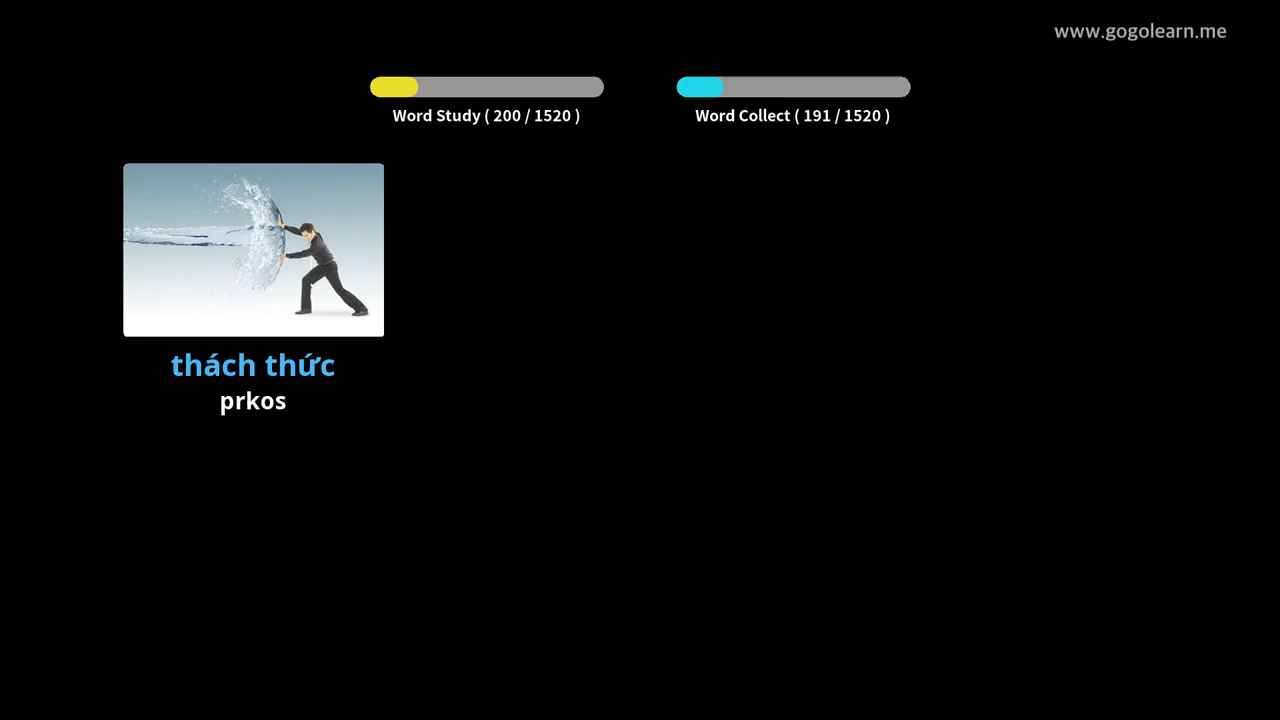 www.gogolearn.me
Word Study ( 200 / 1520 )
Word Collect ( 191 / 1520 )
thách thức
prkos